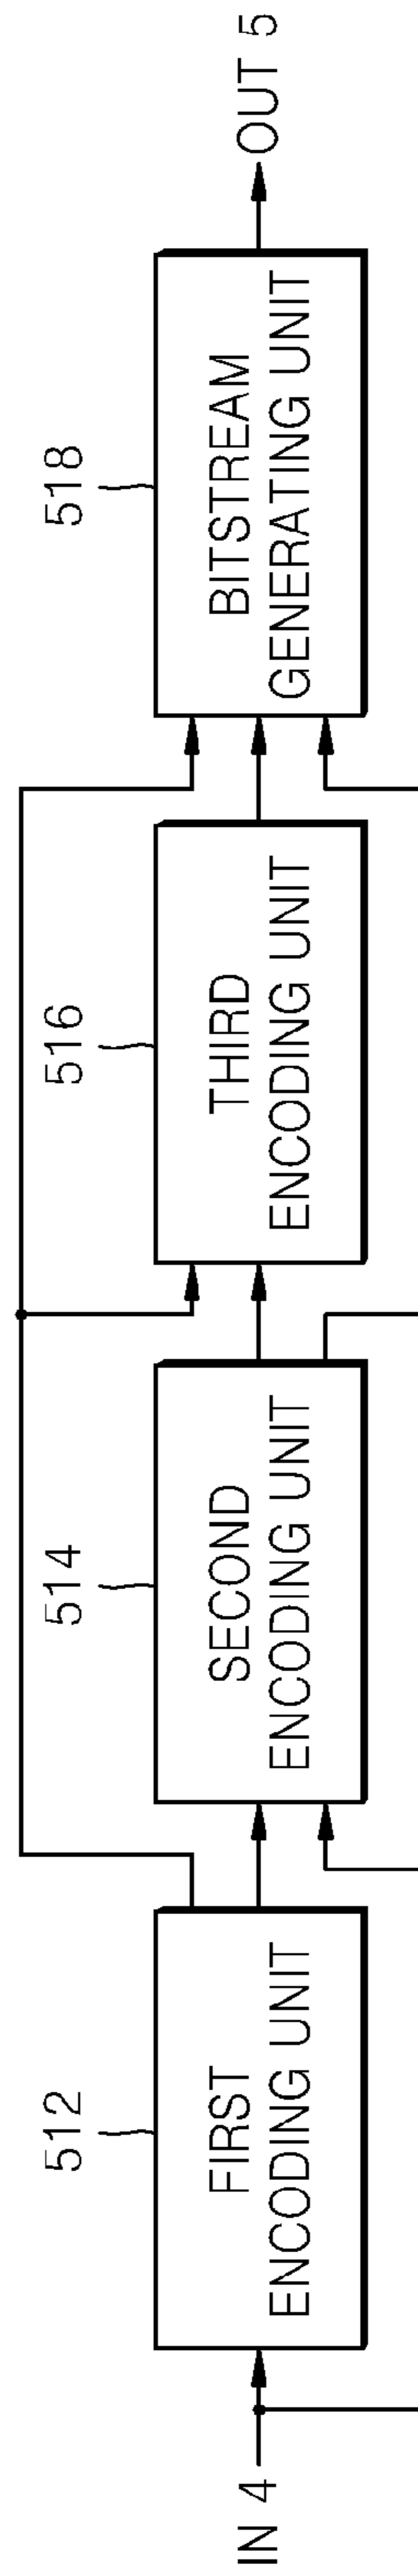 IN 4
512
FIRST
ENCODING UNIT
514
SECOND
ENCODING UNIT
516
THIRD
ENCODING UNIT
518
BITSTREAM
GENERATING UNIT
OUT 5